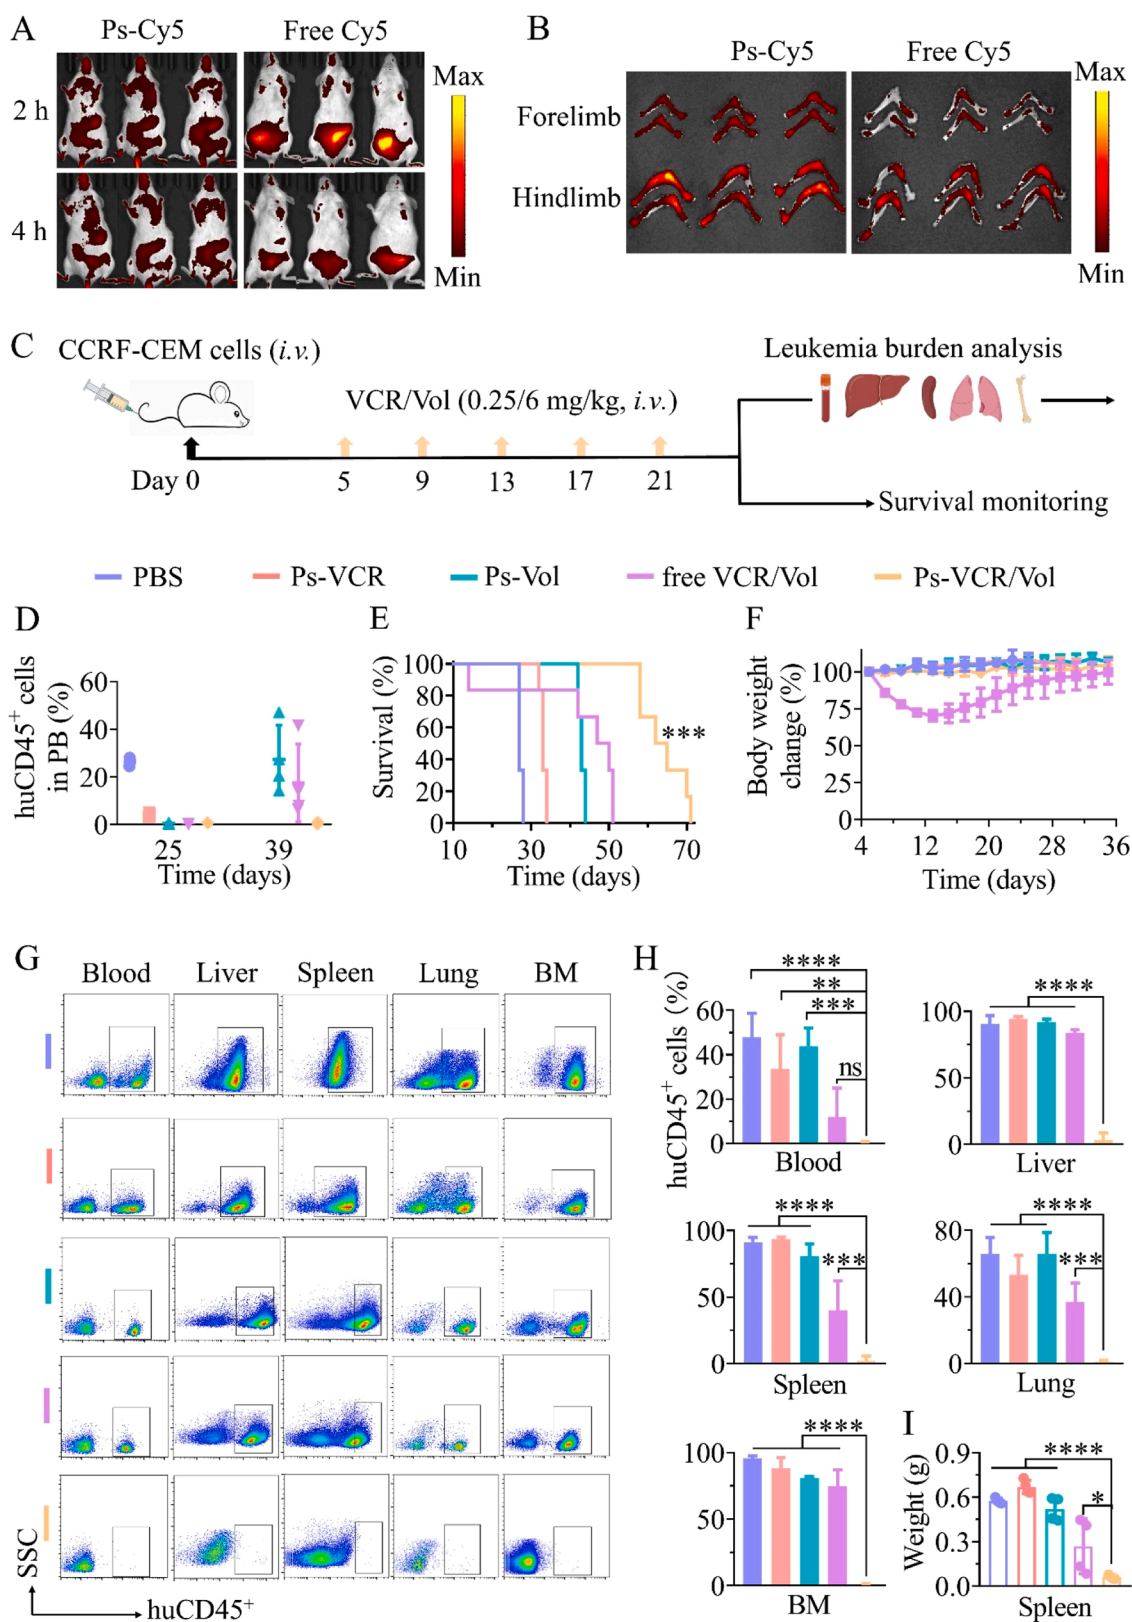 A
Ps-Cy5
Free Cy5
2 h
4 h
Max
Min
B
Ps-Cy5
Free Cy5
Forelimb
Hindlimb
Max
Min
C
CCRF-CEM cells (i.v.)
VCR/Vol (0.25/6 mg/kg, i.v.)
Leukemia burden analysis
Day 0
5
9
13
17
21
Survival monitoring
PBS
Ps-VCR
Ps-Vol
free VCR/Vol
Ps-VCR/Vol
D
huCD45+ cells
in PB (%)
60
40
20
0
25
39
Time (days)
E
Survival (%)
100
80
60
40
20
0
***
10
30
50
70
Time (days)
F
Body weight
change (%)
100
75
50
25
0
4
12
20
28
36
Time (days)
G
Blood
Liver
Spleen
Lung
BM
SSC
huCD45+
H
huCD45+ cells (%)
60
40
20
0
****
**
***
ns
Blood
100
50
0
****
Liver
100
50
0
****
***
Spleen
80
40
0
****
***
Lung
100
50
0
****
BM
I
Weight (g)
0.9
0.6
0.3
0.0
****
*
Spleen